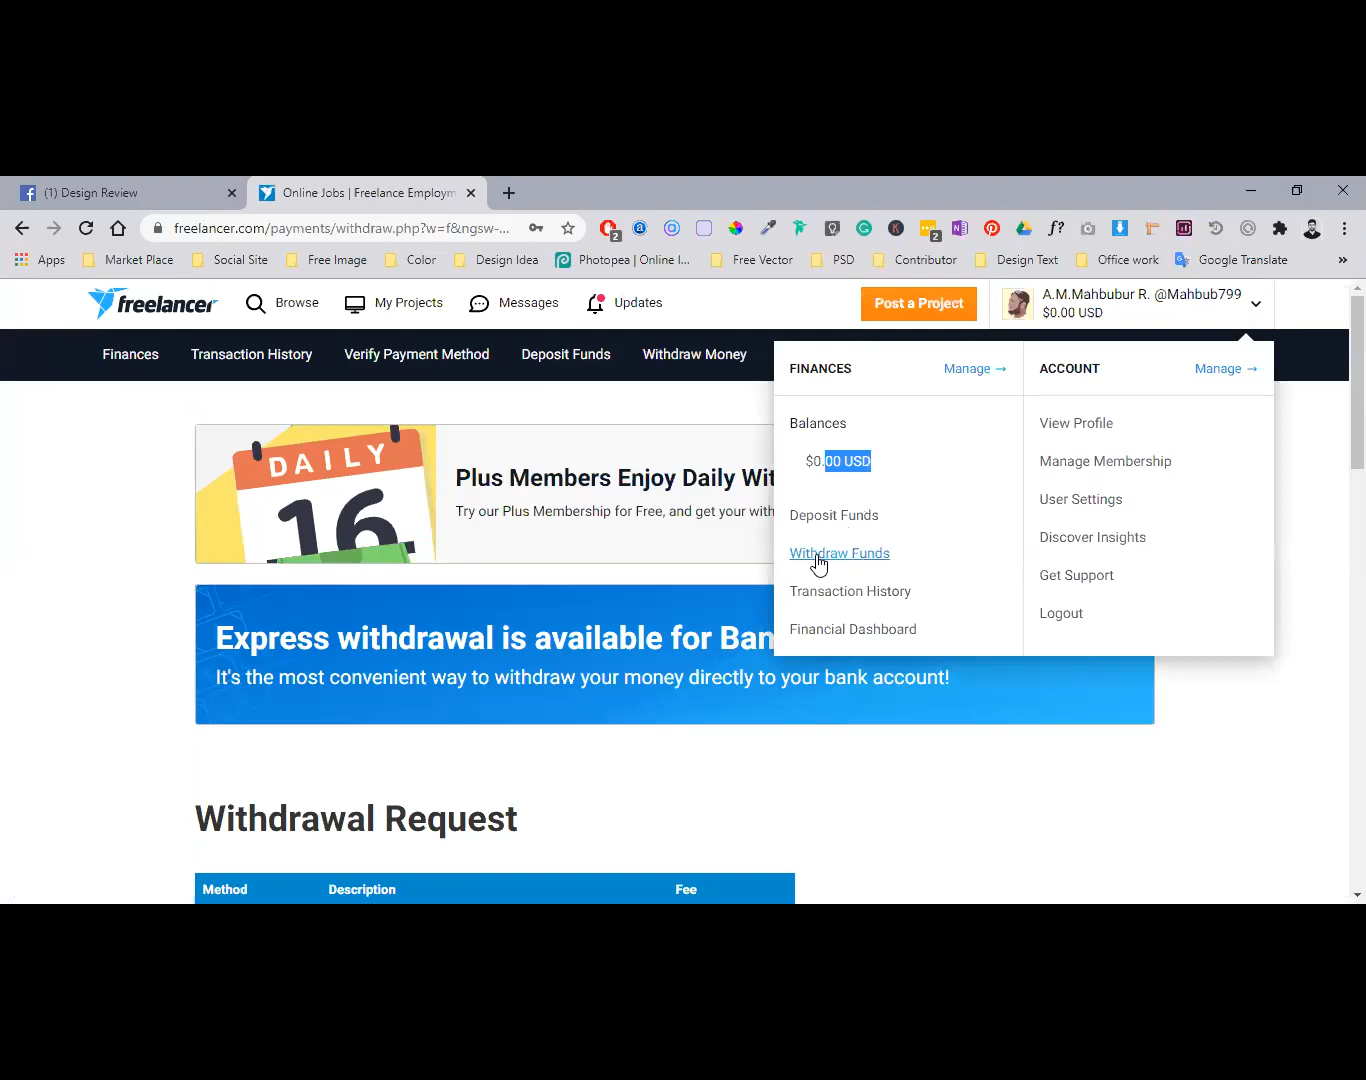 (1) Design Review
Online Jobs | Freelance Employm
freelancer.com/payments/withdraw.php?w=f&ngsw-...
2
2
f?
Apps
Market Place
Social Site
Free Image
Color
Design Idea
Photopea | Online I...
Free Vector
PSD
Contributor
Design Text
Office work
Google Translate
»
freelancer
Browse
My Projects
Messages
Updates
Post a Project
A.M.Mahbubur R. @Mahbub799
$0.00 USD
Finances
Transaction History
Verify Payment Method
Deposit Funds
Withdraw Money
FINANCES
Manage →
Balances
$0.00 USD
Deposit Funds
Withdraw Funds
Transaction History
Financial Dashboard
ACCOUNT
Manage →
View Profile
Manage Membership
User Settings
Discover Insights
Get Support
Logout
DAILY
16
Plus Members Enjoy Daily Wit
Try our Plus Membership for Free, and get your with
Express withdrawal is available for Ban
It's the most convenient way to withdraw your money directly to your bank account!
Withdrawal Request
Method
Description
Fee